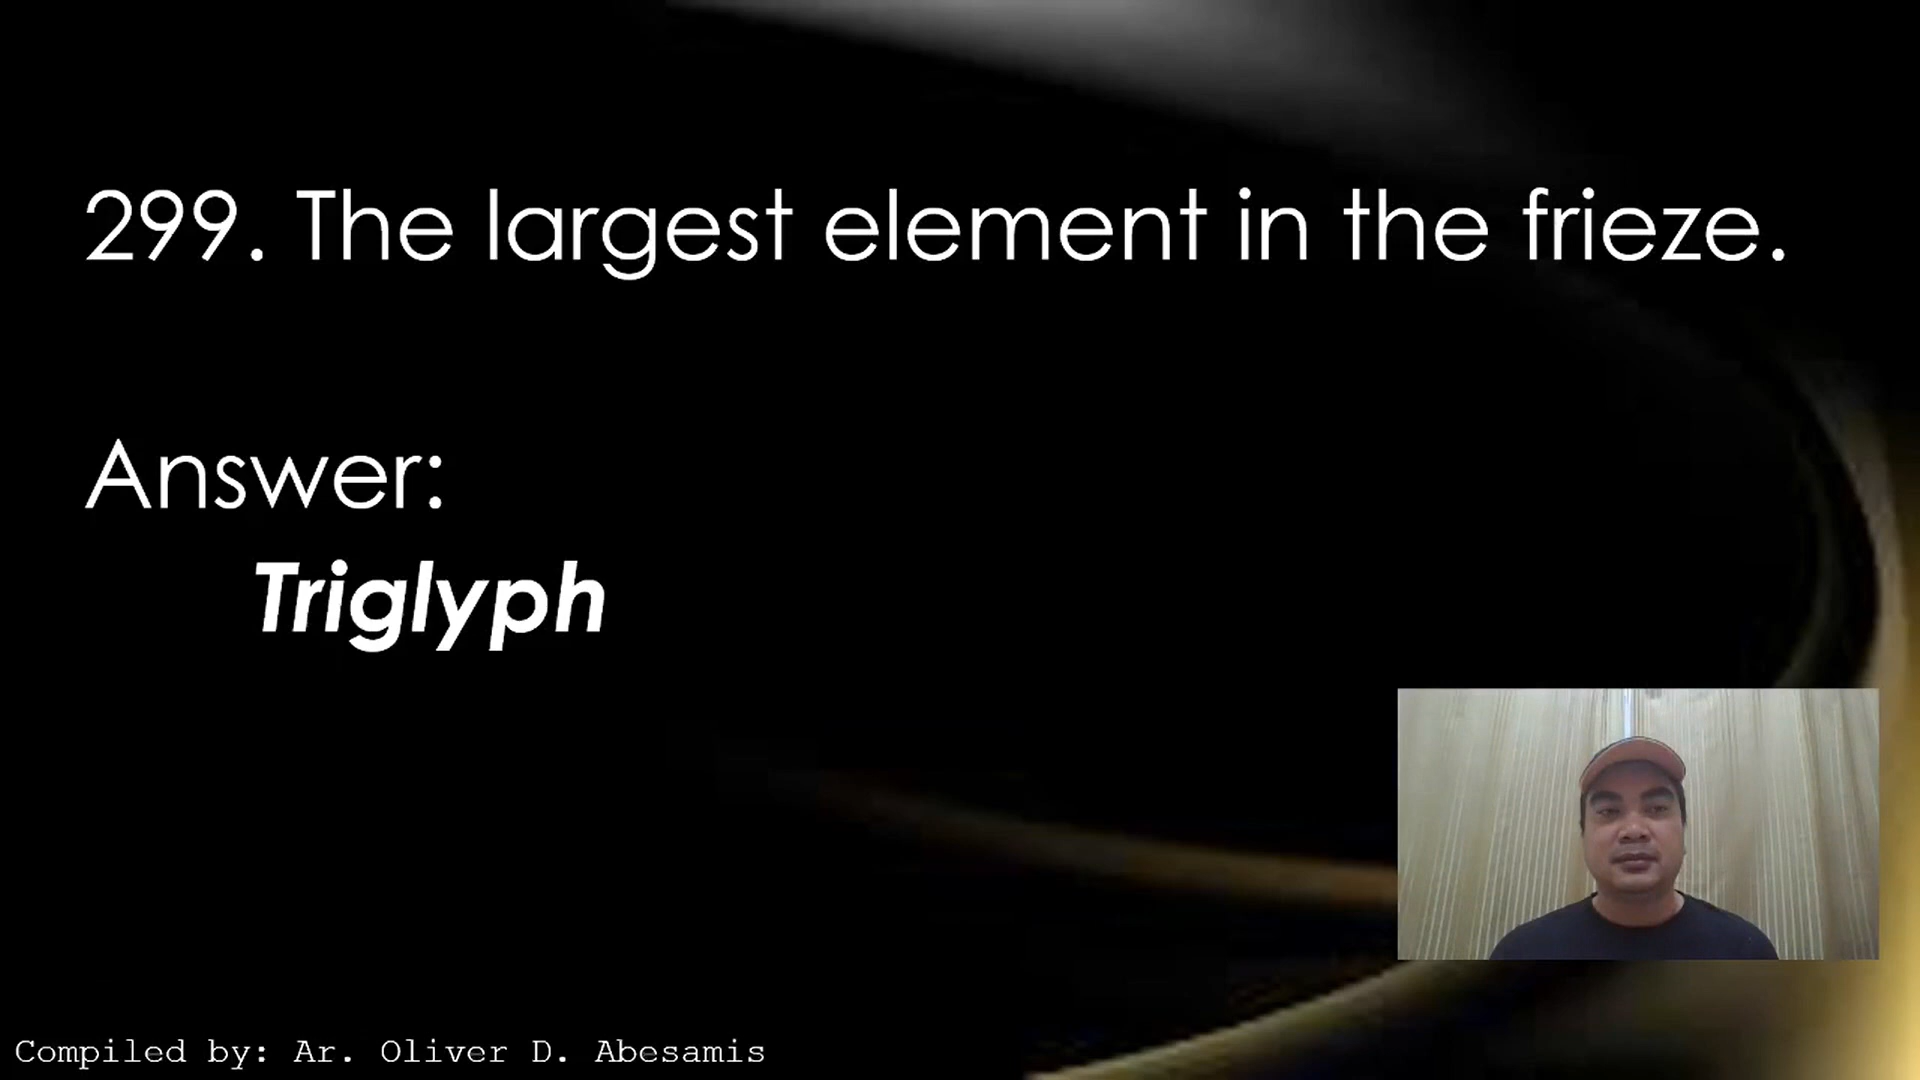 299. The largest element in the frieze.
Answer:
Triglyph
Compiled by: Ar. Oliver D. Abesamis